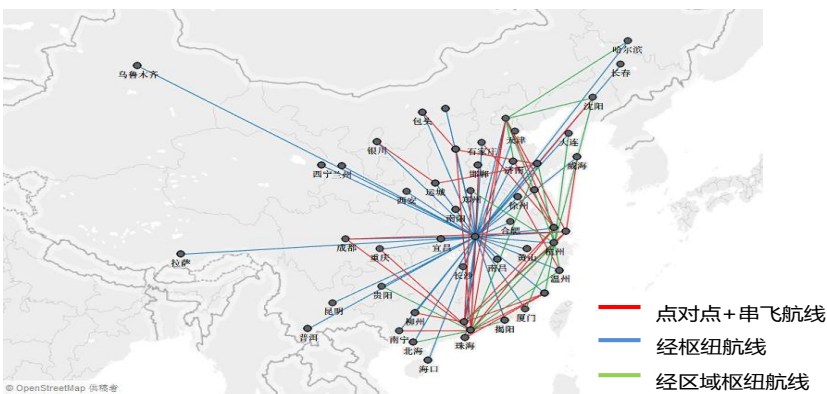 哈尔滨
长春
乌鲁木齐
沈阳
包头
天津
大连
银川
石家庄
济南
威海
邯郸
西宁
兰州
运城
西安
郑州
徐州
南阳
合肥
成都
宜昌
杭州
重庆
黄山
拉萨
南昌
长沙
温州
贵阳
昆明
柳州
厦门
揭阳
普洱
南宁
珠海
北海
海口
点对点+串飞航线
经枢纽航线
经区域枢纽航线
© OpenStreetMap 供稿者